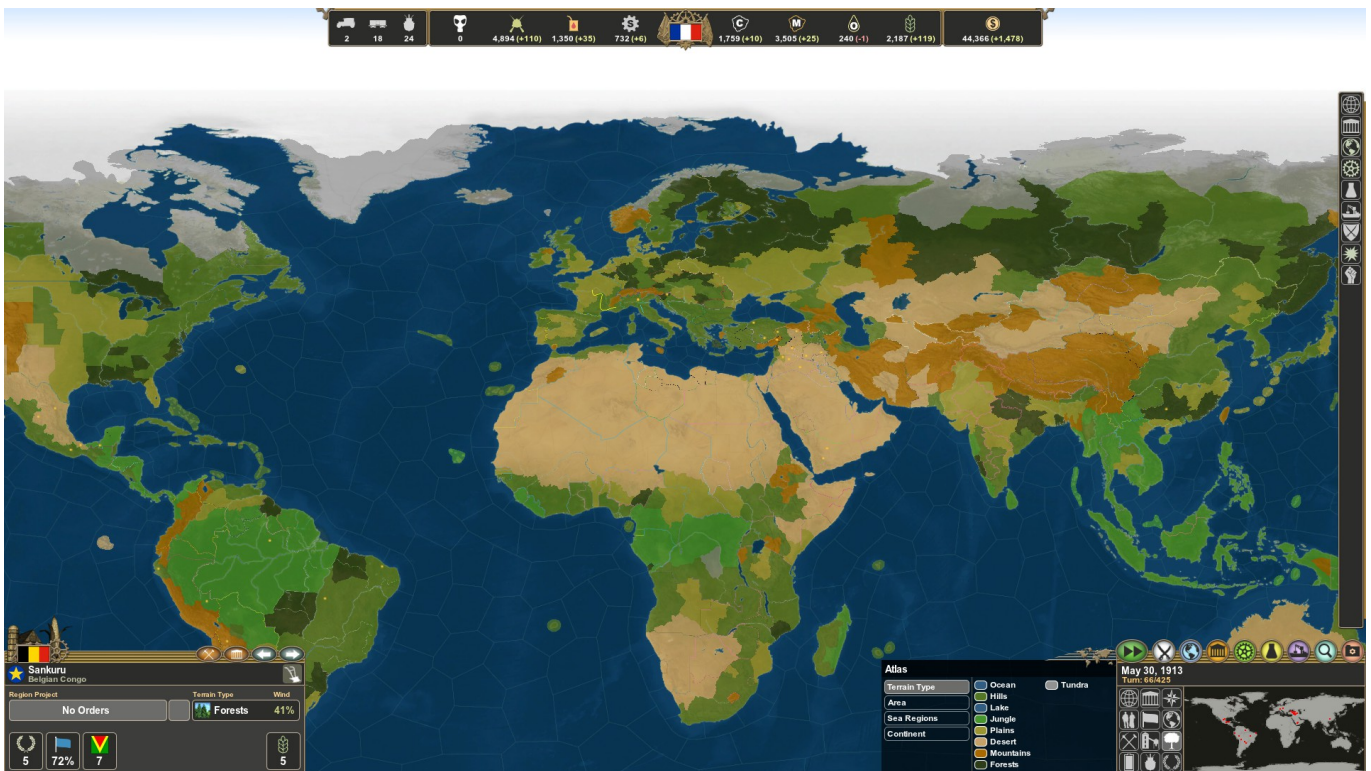 2 18 24 0 4,894 (+110) 1,350 (+35) 732 (+6) C 1,759 (+10) M 3,505 (+25) O 240 (-1) 2,187 (+119) S 44,366 (+1,478)
Sankuru
Belgian Congo
Region Project Terrain Type Wind
No Orders Forests 41%
5 72% 7 5
Atlas
Terrain Type
Area
Sea Regions
Continent
Ocean
Hills
Lake
Jungle
Plains
Desert
Mountains
Forests
Tundra
May 30, 1913
Turn: 66/425